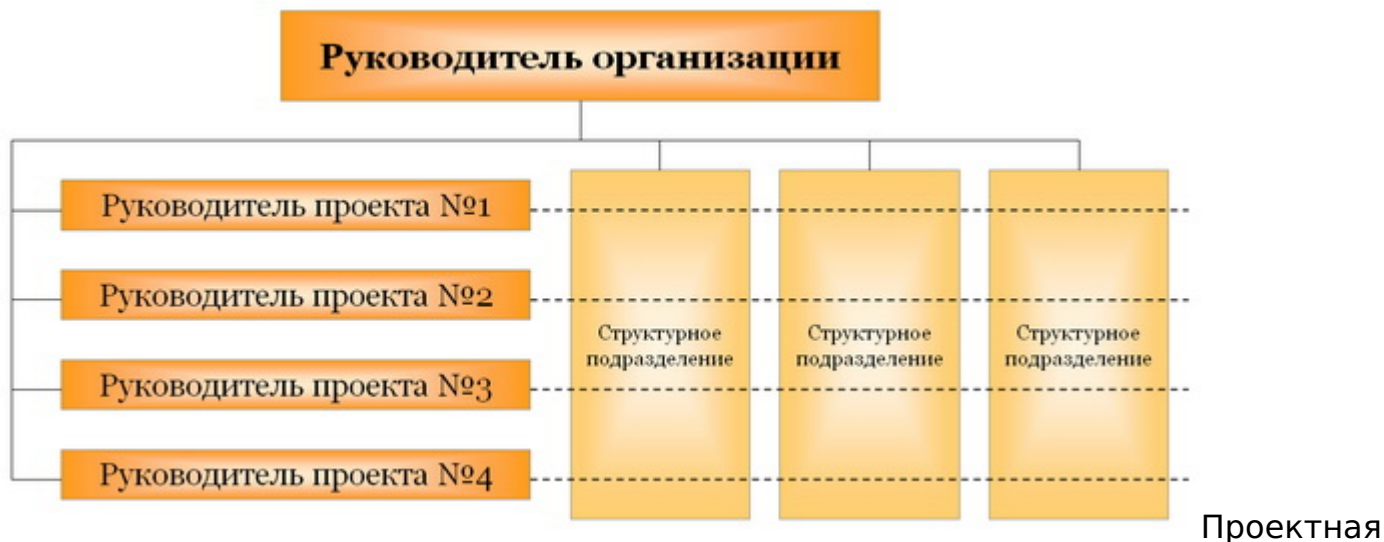 Руководитель организации
Руководитель проекта №1
Руководитель проекта №2
Руководитель проекта №3
Руководитель проекта №4
Структурное
подразделение
Структурное
подразделение
Структурное
подразделение
Проектная